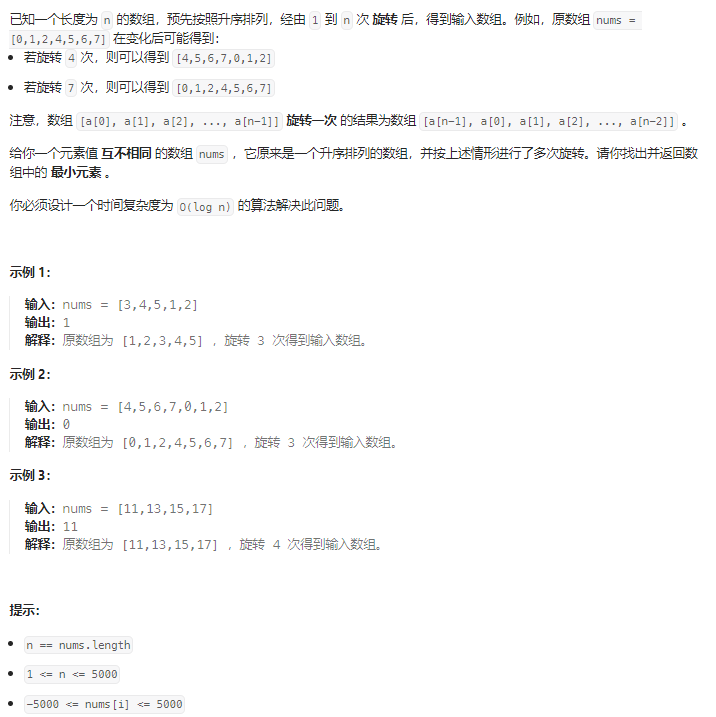 已知一个长度为 n 的数组，预先按照升序排列，经由 1 到 n 次 旋转 后，得到输入数组。例如，原数组 nums =
[0,1,2,4,5,6,7] 在变化后可能得到：
• 若旋转 4 次，则可以得到 [4,5,6,7,0,1,2]
• 若旋转 7 次，则可以得到 [0,1,2,4,5,6,7]
注意，数组 [a[0], a[1], a[2], ..., a[n-1]] 旋转一次 的结果为数组 [a[n-1], a[0], a[1], a[2], ..., a[n-2]] 。
给你一个元素值 互不相同 的数组 nums ，它原来是一个升序排列的数组，并按上述情形进行了多次旋转。请你找出并返回数
组中的 最小元素 。
你必须设计一个时间复杂度为 O(log n) 的算法解决此问题。
示例 1：
输入：nums = [3,4,5,1,2]
输出：1
解释：原数组为 [1,2,3,4,5] ，旋转 3 次得到输入数组。
示例 2：
输入：nums = [4,5,6,7,0,1,2]
输出：0
解释：原数组为 [0,1,2,4,5,6,7] ，旋转 3 次得到输入数组。
示例 3：
输入：nums = [11,13,15,17]
输出：11
解释：原数组为 [11,13,15,17] ，旋转 4 次得到输入数组。
提示：
• n == nums.length
• 1 <= n <= 5000
• -5000 <= nums[i] <= 5000